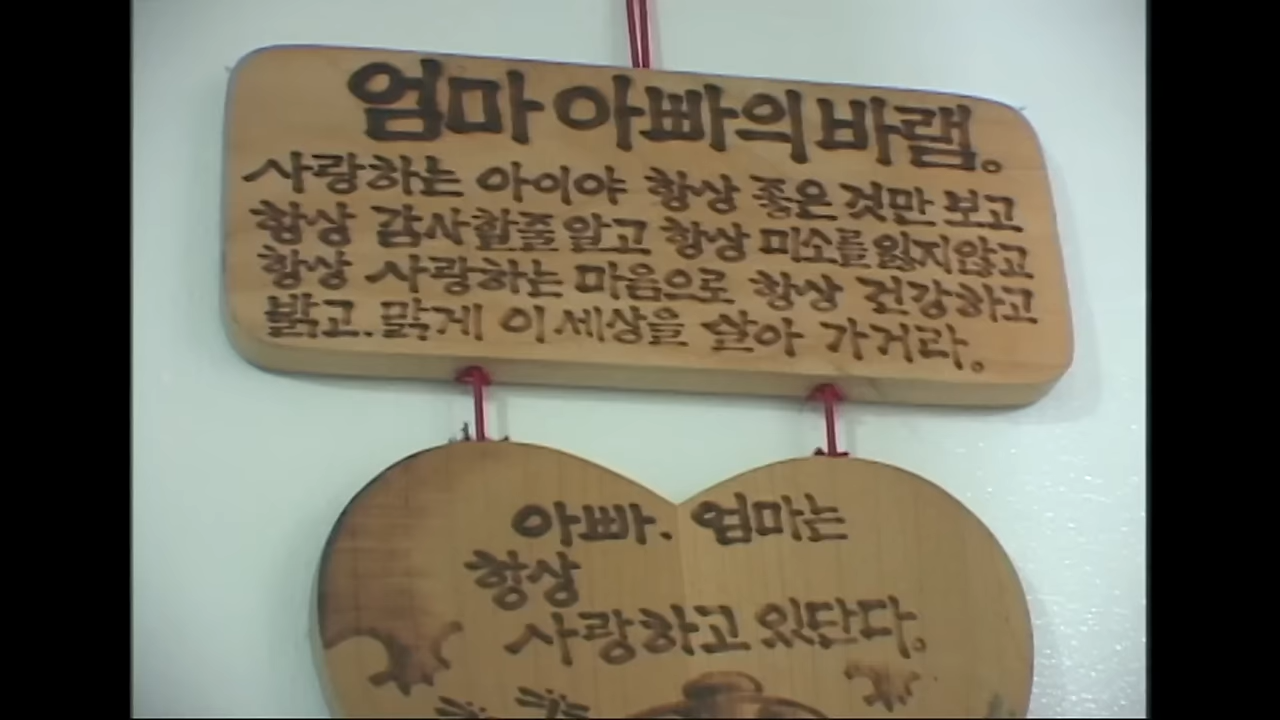 엄마 아빠의 바램。
사랑하는 아이야 항상 좋은 것만 보고
항상 감사할줄 알고 항상 미소를 잃지않고
항상 사랑하는 마음으로 항상 건강하고
밝고.맑게 이 세상을 살아 가거라。
아빠. 엄마는
항상
사랑하고 있단다。